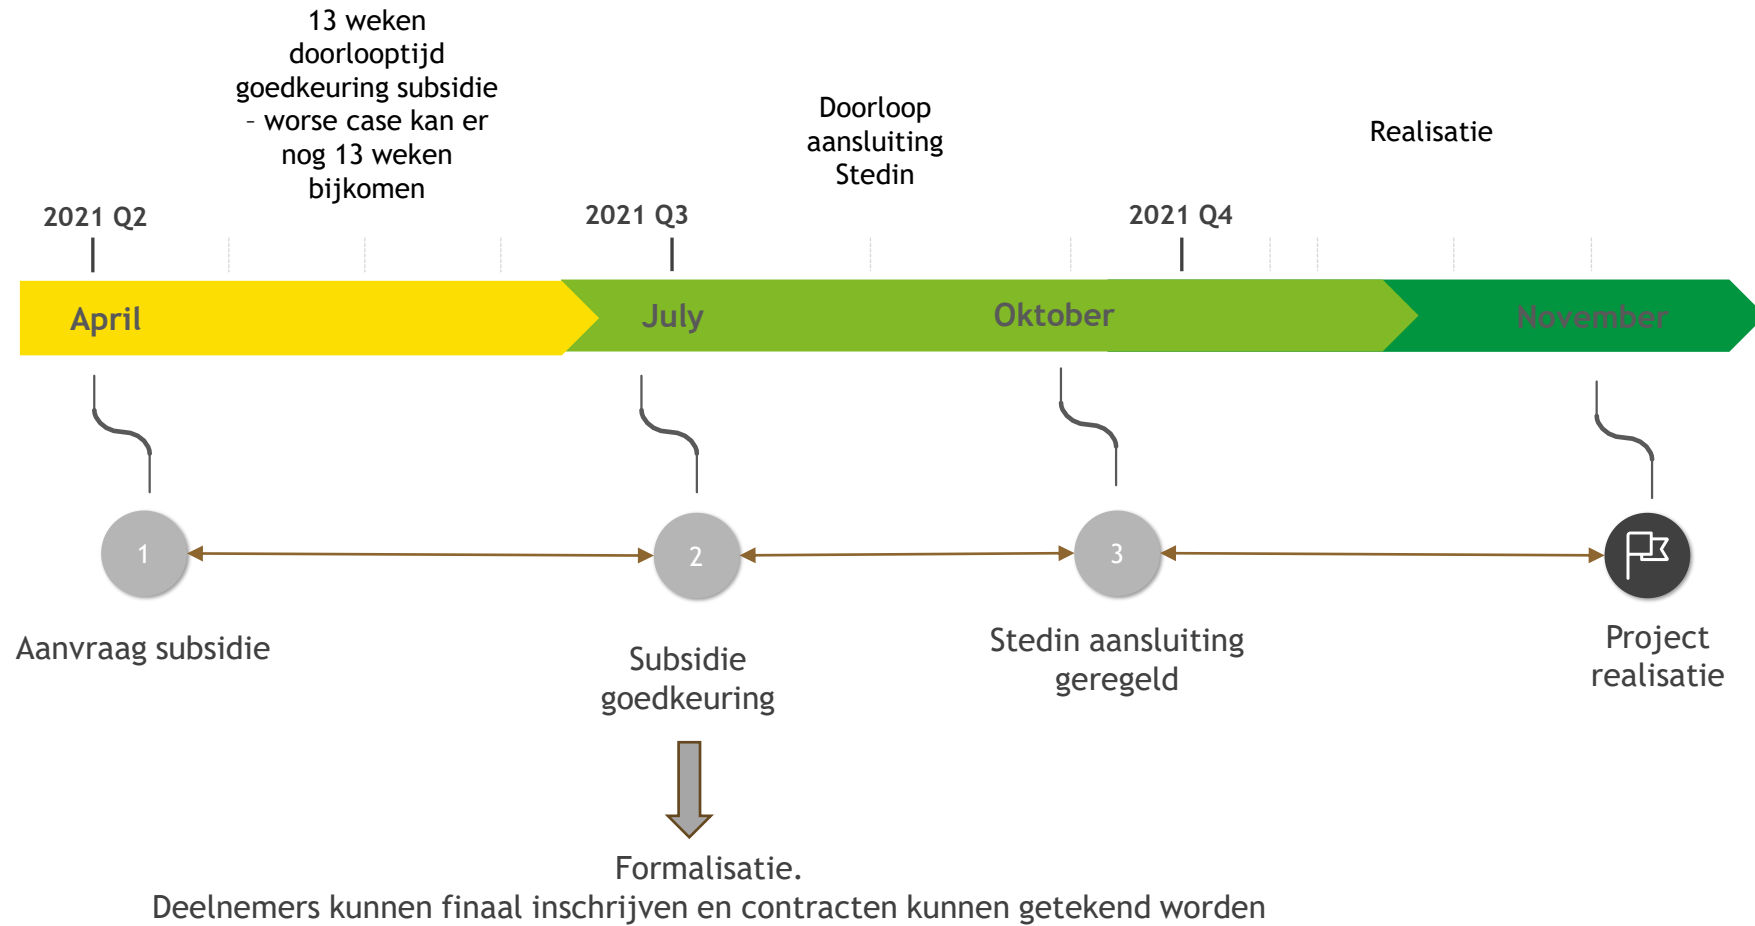 13 weken
doorlooptijd
goedkeuring subsidie
– worse case kan er
nog 13 weken
bijkomen
Doorloop
aansluiting
Stedin
Realisatie
2021 Q2
2021 Q3
2021 Q4
April
July
Oktober
November
1
2
3
Aanvraag subsidie
Subsidie
goedkeuring
Stedin aansluiting
geregeld
Project
realisatie
Formalisatie.
Deelnemers kunnen finaal inschrijven en contracten kunnen getekend worden